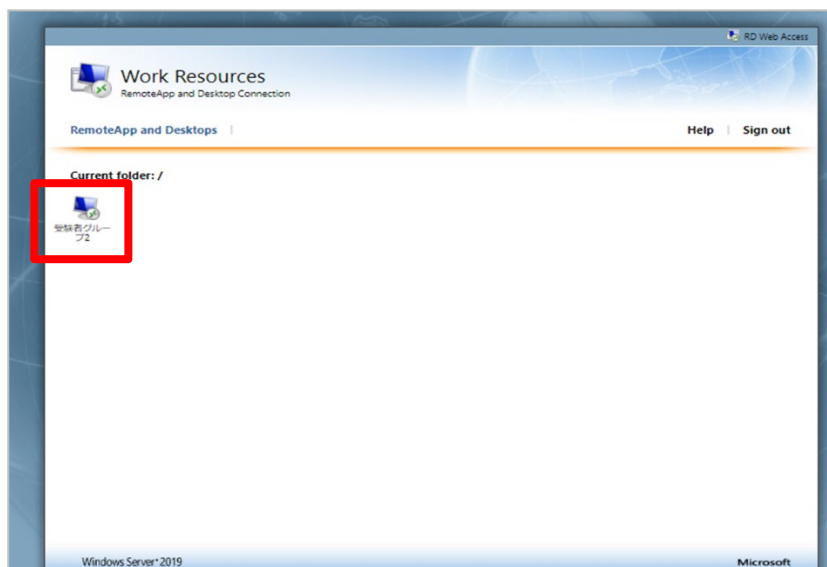 RD Web Access
Work Resources
RemoteApp and Desktop Connection
RemoteApp and Desktops
Help
Sign out
Current folder: /
受験者グルー
プ2
Windows Server 2019
Microsoft